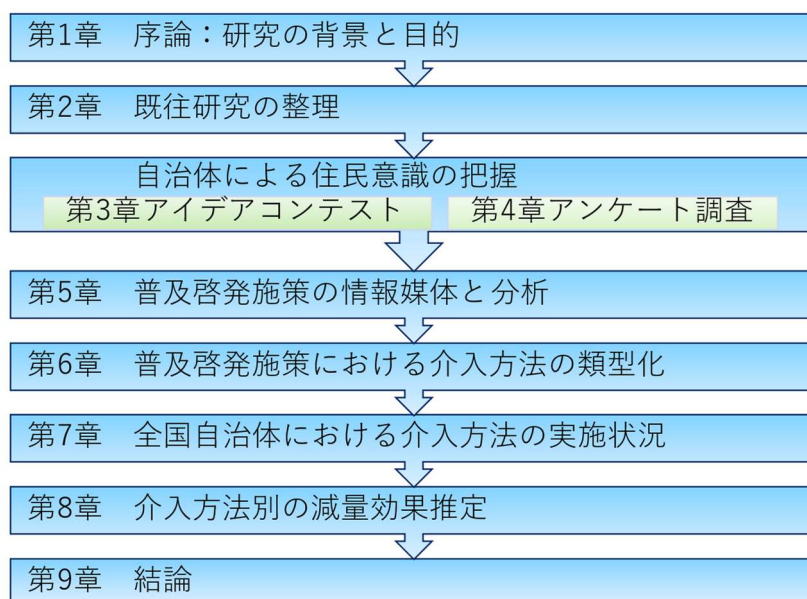 第1章　序論：研究の背景と目的
第2章　既往研究の整理
自治体による住民意識の把握
第3章アイデアコンテスト　第4章アンケート調査
第5章　普及啓発施策の情報媒体と分析
第6章　普及啓発施策における介入方法の類型化
第7章　全国自治体における介入方法の実施状況
第8章　介入方法別の減量効果推定
第9章　結論